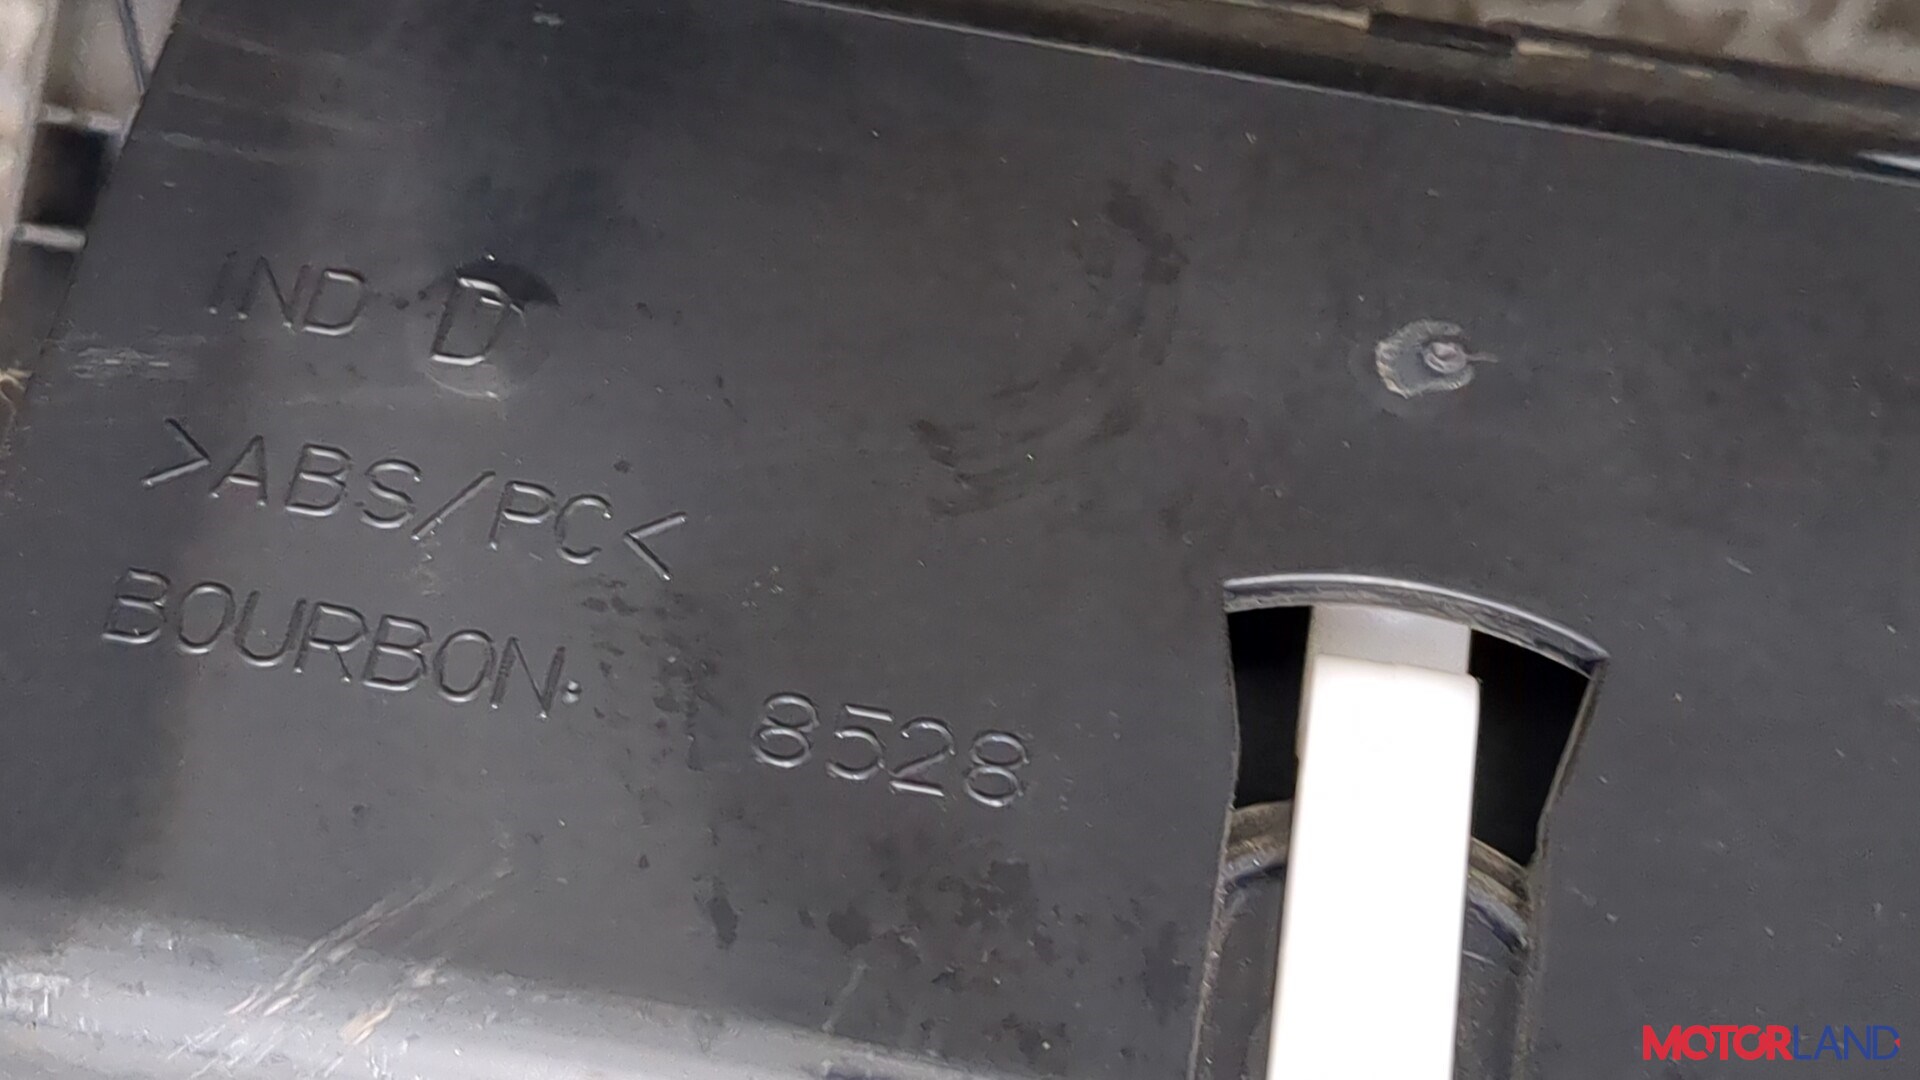 IND D
>ABS/PC<
BOURBON: 8528
MOTORLAND